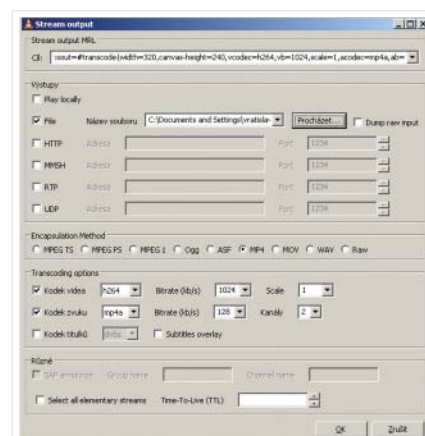 Stream output
Stream output MRL
Cíl: :sout=#transcode{width=320,canvas-height=240,vcodec=h264,vb=1024,scale=1,acodec=mp4a,ab=
Výstupy
Play locally
File Název souboru C:\Documents and Settings\vratislav Procházet... Dump raw input
HTTP Adresa Port 1234
MMSH Adresa Port 1234
RTP Adresa Port 1234
UDP Adresa Port 1234
Encapsulation Method
MPEG TS MPEG PS MPEG 1 Ogg ASF MP4 MOV WAV Raw
Transcoding options
Kodek videa h264 Bitrate (kb/s) 1024 Scale 1
Kodek zvuku mp4a Bitrate (kb/s) 128 Kanály 2
Kodek titulků dvbs Subtitles overlay
Různé
SAP announce Group name Channel name
Select all elementary streams Time-To-Live (TTL)
OK Zrušit